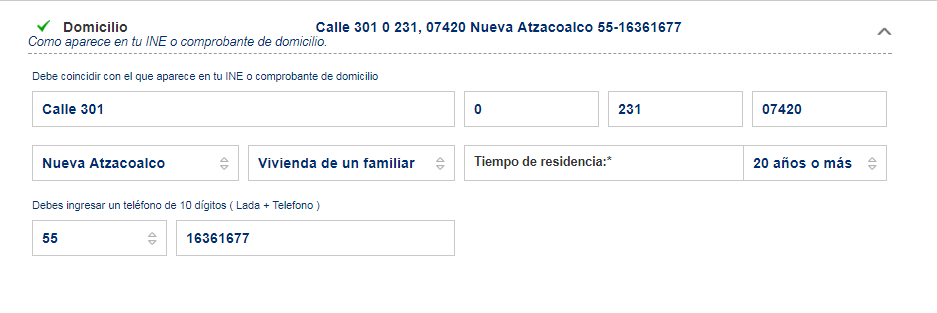 Domicilio Calle 301 0 231, 07420 Nueva Atzacoalco 55-16361677
Como aparece en tu INE o comprobante de domicilio.
Debe coincidir con el que aparece en tu INE o comprobante de domicilio
Calle 301 0 231 07420
Nueva Atzacoalco Vivienda de un familiar Tiempo de residencia:* 20 años o más
Debes ingresar un teléfono de 10 dígitos ( Lada + Telefono )
55 16361677